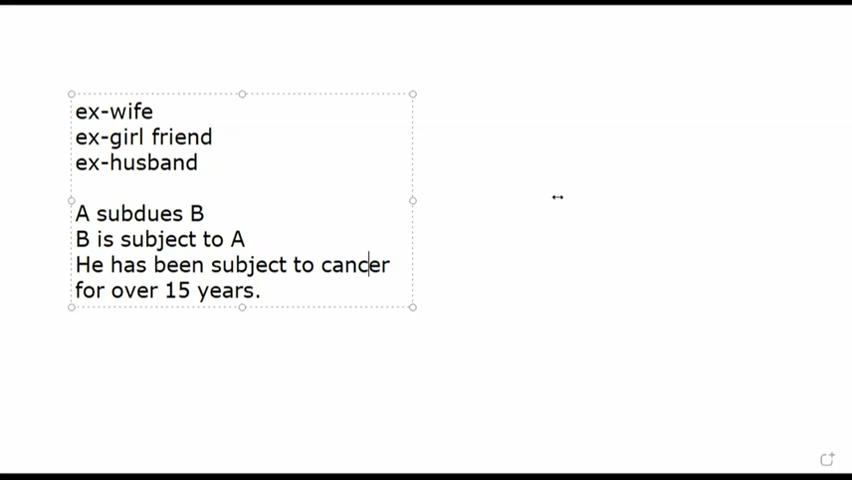 ex-wife
ex-girl friend
ex-husband
A subdues B
B is subject to A
He has been subject to cancer
for over 15 years.